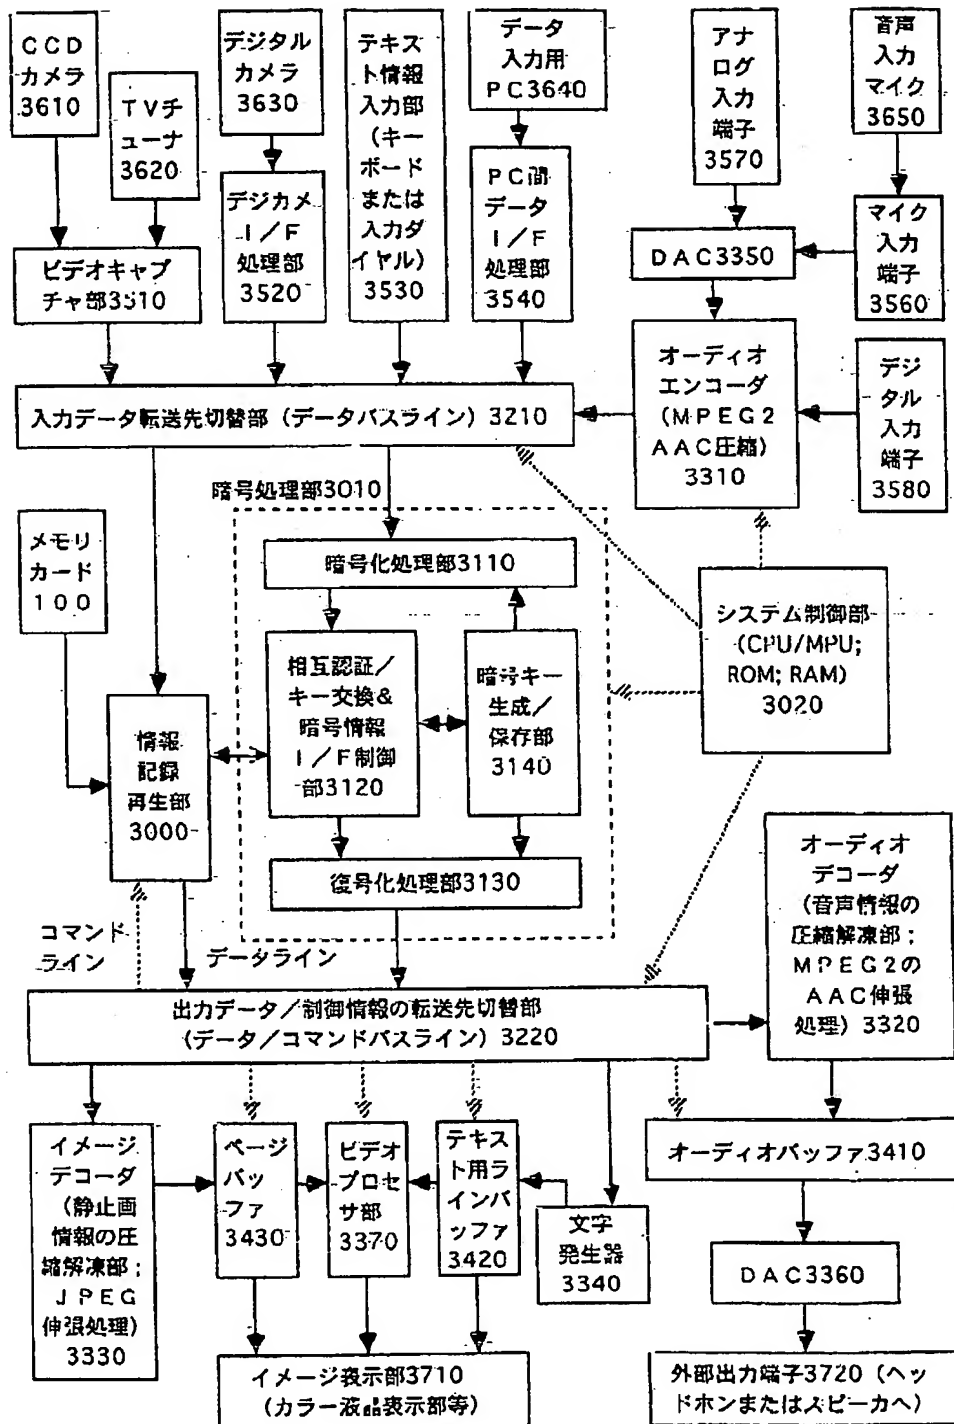 CCD
カメラ
3610
TVチ
ューナ
3620
デジタル
カメラ
3630
テキス
ト情報
入力部
(キー
ボード
または
入力ダ
イヤル)
3530
データ
入力用
PC3640
アナ
ログ
入力
端子
3570
音声
入力
マイク
3650
デジカメ
I/F
処理部
3520
PC間
データ
I/F
処理部
3540
マイク
入力
端子
3560
DAC3350
ビデオキャプ
チャ部3510
オーディオ
エンコーダ
(MPEG2
AAC圧縮)
3310
デジ
タル
入力
端子
3580
入力データ転送先切替部(データバスライン)3210
暗号処理部3010
メモリ
カード
100
暗号化処理部3110
システム制御部
(CPU/MPU;
ROM; RAM)
3020
相互認証/
キー交換&
暗号情報
I/F制御
部3120
暗号キー
生成/
保存部
3140
情報
記録
再生部
3000
復号化処理部3130
オーディオ
デコーダ
(音声情報の
圧縮解凍部;
MPEG2の
AAC伸張
処理)3320
コマンド
ライン
データライン
出力データ/制御情報の転送先切替部
(データ/コマンドバスライン)3220
イメージ
デコーダ
(静止画
情報の圧
縮解凍部;
JPEG
伸張処理)
3330
ページ
バッ
ファ
3430
ビデオ
プロセ
サ部
3370
テキス
ト用ラ
インバ
ッファ
3420
文字
発生器
3340
オーディオバッファ3410
DAC3360
イメージ表示部3710
(カラー液晶表示部等)
外部出力端子3720(ヘッ
ドホンまたはスピーカへ)